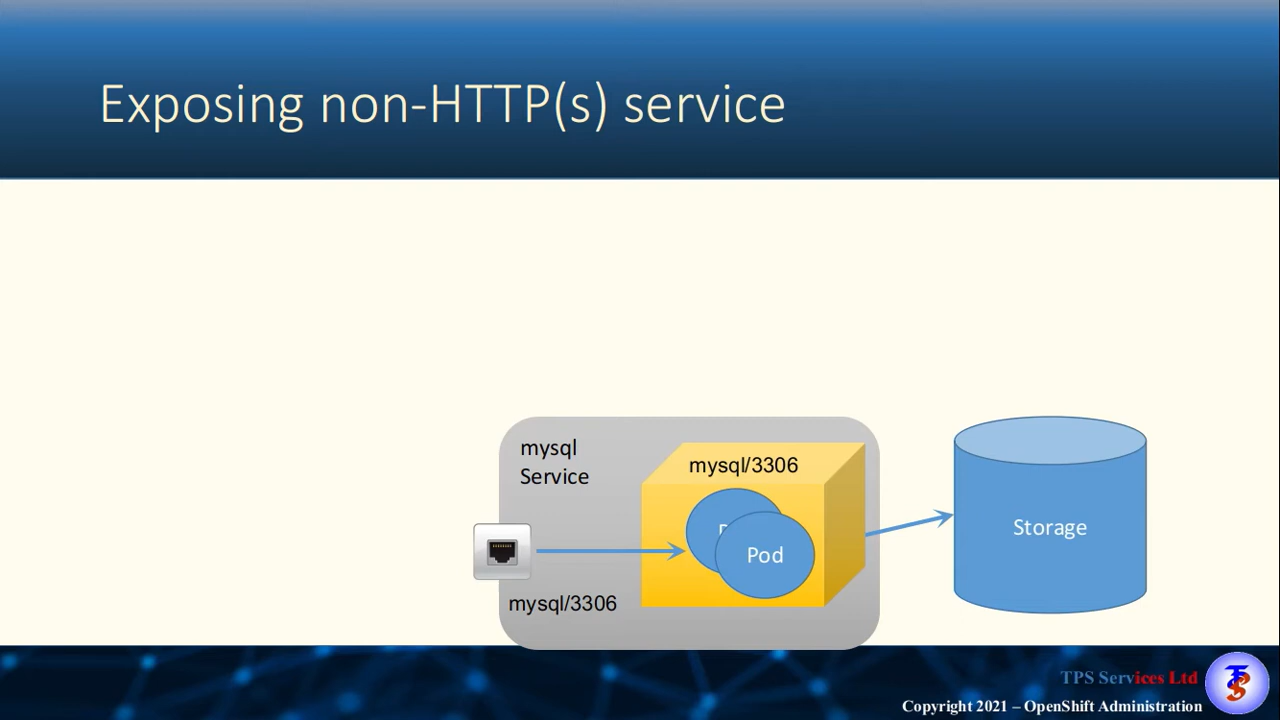 Exposing non-HTTP(s) service
mysql
Service
mysql/3306
Pod
mysql/3306
Storage
TPS Services Ltd
Copyright 2021 – OpenShift Administration